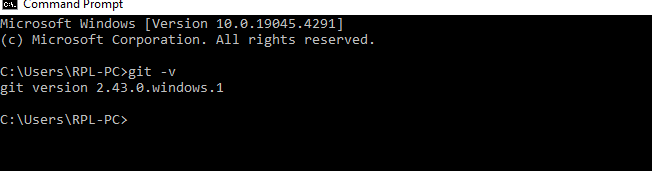 Command Prompt
Microsoft Windows [Version 10.0.19045.4291]
(c) Microsoft Corporation. All rights reserved.
C:\Users\RPL-PC>git -v
git version 2.43.0.windows.1
C:\Users\RPL-PC>